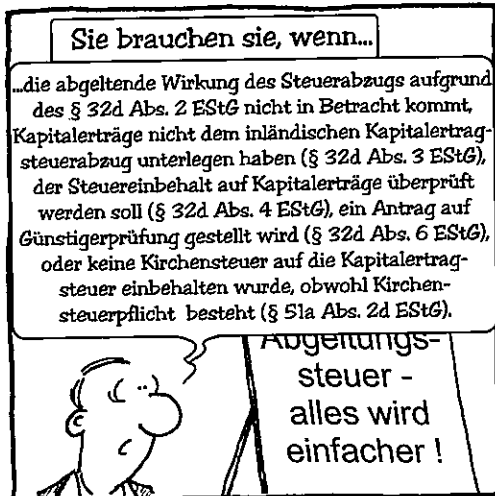 Sie brauchen sie, wenn...
...die abgeltende Wirkung des Steuerabzugs aufgrund
des § 32d Abs. 2 EStG nicht in Betracht kommt,
Kapitalerträge nicht dem inländischen Kapitalertrag-
steuerabzug unterlegen haben (§ 32d Abs. 3 EStG),
der Steuereinbehalt auf Kapitalerträge überprüft
werden soll (§ 32d Abs. 4 EStG), ein Antrag auf
Günstigerprüfung gestellt wird (§ 32d Abs. 6 EStG),
oder keine Kirchensteuer auf die Kapitalertrag-
steuer einbehalten wurde, obwohl Kirchen-
steuerpflicht besteht (§ 51a Abs. 2d EStG).
Abgeltungs-
steuer -
alles wird
einfacher !